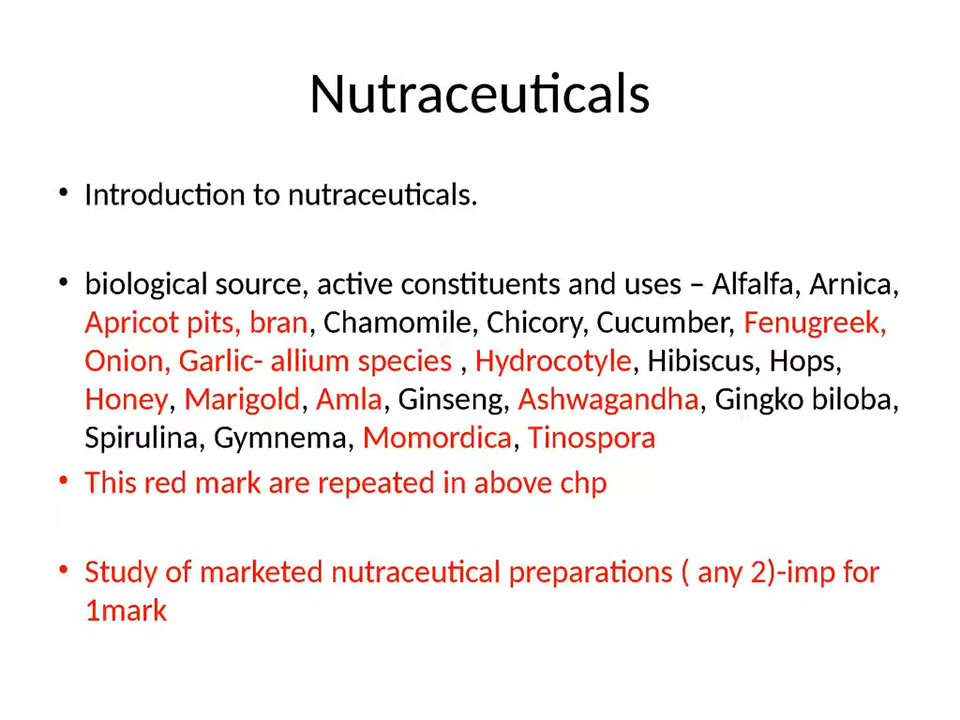 Nutraceuticals
• Introduction to nutraceuticals.
• biological source, active constituents and uses – Alfalfa, Arnica,
Apricot pits, bran, Chamomile, Chicory, Cucumber, Fenugreek,
Onion, Garlic- allium species , Hydrocotyle, Hibiscus, Hops,
Honey, Marigold, Amla, Ginseng, Ashwagandha, Gingko biloba,
Spirulina, Gymnema, Momordica, Tinospora
• This red mark are repeated in above chp
• Study of marketed nutraceutical preparations ( any 2)-imp for
1mark